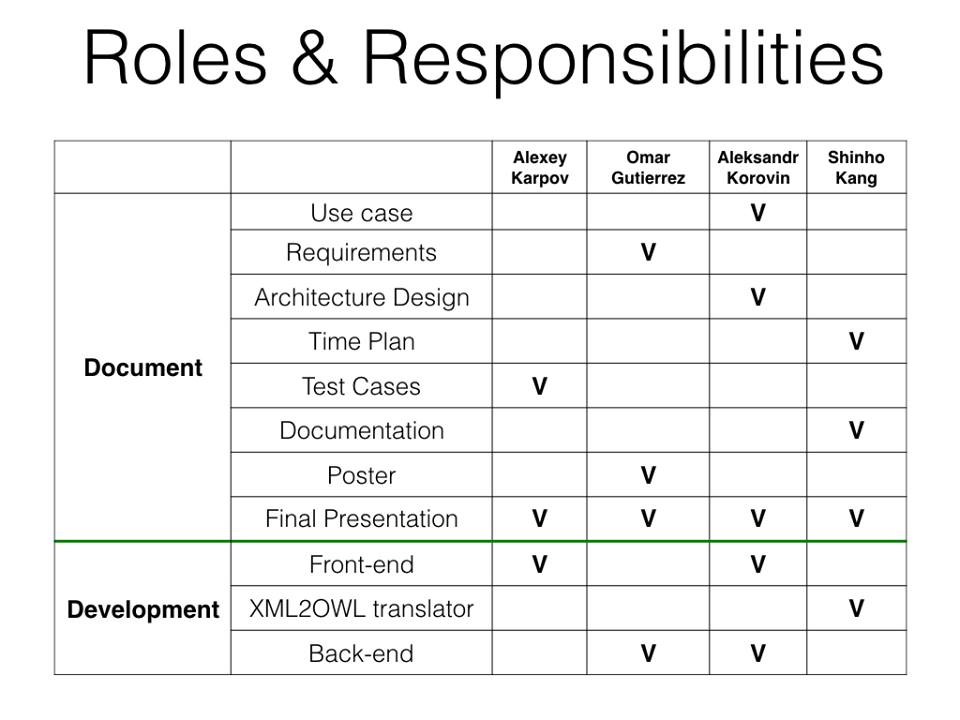 Roles & Responsibilities
Alexey Karpov Omar Gutierrez Aleksandr Korovin Shinho Kang
Document
Use case V
Requirements V
Architecture Design V
Time Plan V
Test Cases V
Documentation V
Poster V
Final Presentation V V V V
Development
Front-end V V
XML2OWL translator V
Back-end V V